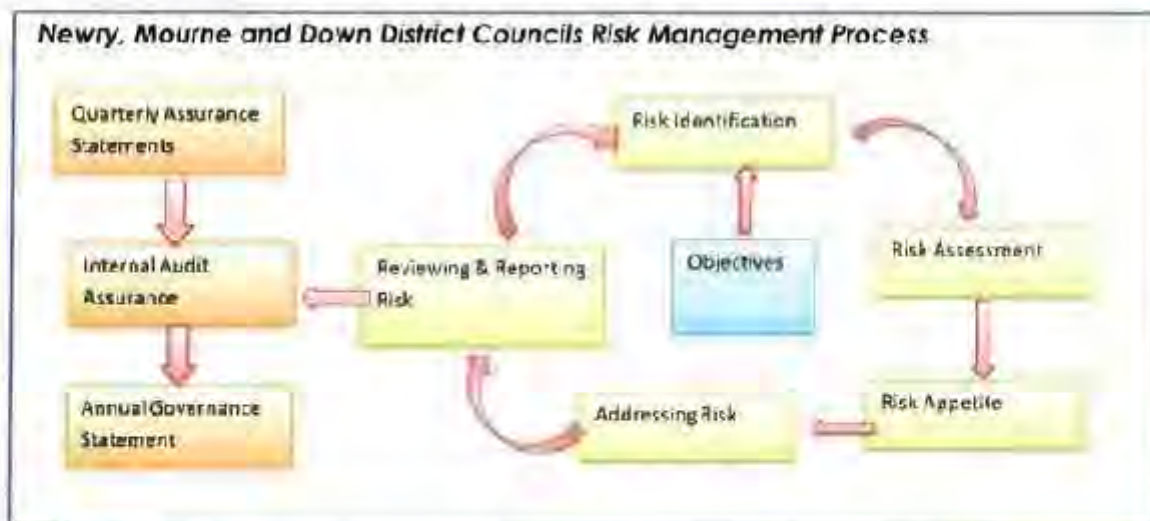 Newry, Mourne and Down District Councils Risk Management Process
Quarterly Assurance
Statements
Risk Identification
Internal Audit
Assurance
Reviewing & Reporting
Risk
Objectives
Risk Assessment
Annual Governance
Statement
Addressing Risk
Risk Appetite